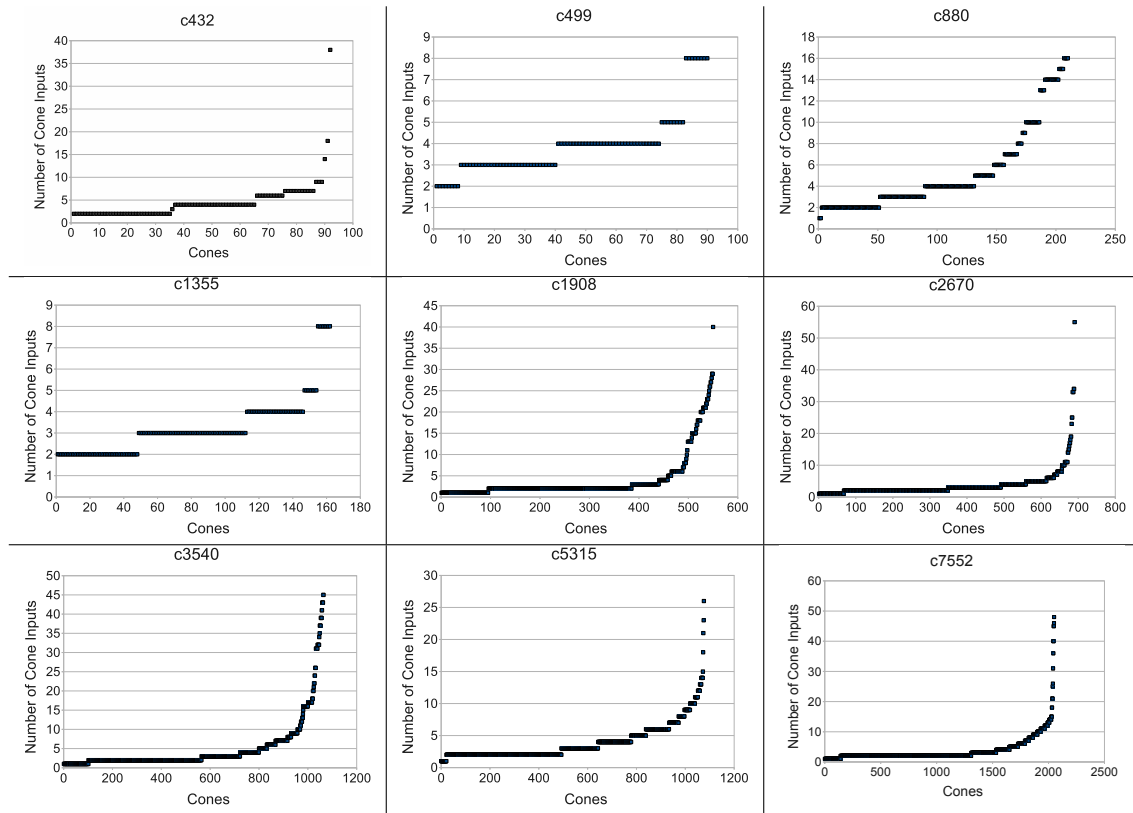 c432
Number of Cone Inputs
40
35
30
25
20
15
10
5
0
0 10 20 30 40 50 60 70 80 90 100
Cones
c499
Number of Cone Inputs
9
8
7
6
5
4
3
2
1
0
0 10 20 30 40 50 60 70 80 90 100
Cones
c880
Number of Cone Inputs
18
16
14
12
10
8
6
4
2
0
0 50 100 150 200 250
Cones
c1355
Number of Cone Inputs
9
8
7
6
5
4
3
2
1
0
0 20 40 60 80 100 120 140 160 180
Cones
c1908
Number of Cone Inputs
45
40
35
30
25
20
15
10
5
0
0 100 200 300 400 500 600
Cones
c2670
Number of Cone Inputs
60
50
40
30
20
10
0
0 100 200 300 400 500 600 700 800
Cones
c3540
Number of Cone Inputs
50
45
40
35
30
25
20
15
10
5
0
0 200 400 600 800 1000 1200
Cones
c5315
Number of Cone Inputs
30
25
20
15
10
5
0
0 200 400 600 800 1000 1200
Cones
c7552
Number of Cone Inputs
60
50
40
30
20
10
0
0 500 1000 1500 2000 2500
Cones